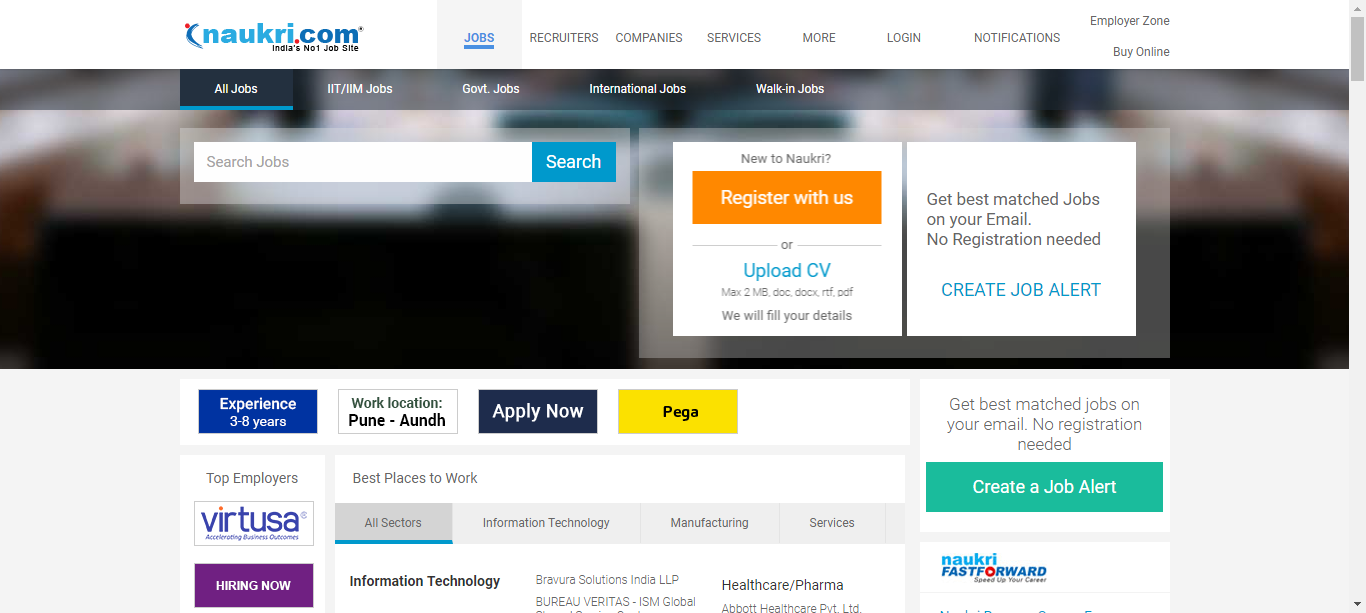 naukri.com
India's No1 Job Site
JOBS
RECRUITERS
COMPANIES
SERVICES
MORE
LOGIN
NOTIFICATIONS
Employer Zone
Buy Online
All Jobs
IIT/IIM Jobs
Govt. Jobs
International Jobs
Walk-in Jobs
Search Jobs
Search
New to Naukri?
Register with us
or
Upload CV
Max 2 MB, doc, docx, rtf, pdf
We will fill your details
Get best matched Jobs
on your Email.
No Registration needed
CREATE JOB ALERT
Experience
3-8 years
Work location:
Pune - Aundh
Apply Now
Pega
Get best matched jobs on
your email. No registration
needed
Create a Job Alert
Top Employers
virtusa
Accelerating Business Outcomes
HIRING NOW
Best Places to Work
All Sectors
Information Technology
Manufacturing
Services
Information Technology
Bravura Solutions India LLP
BUREAU VERITAS - ISM Global
Healthcare/Pharma
Abbott Healthcare Pvt. Ltd.
naukri
FASTFORWARD
Speed Up Your Career